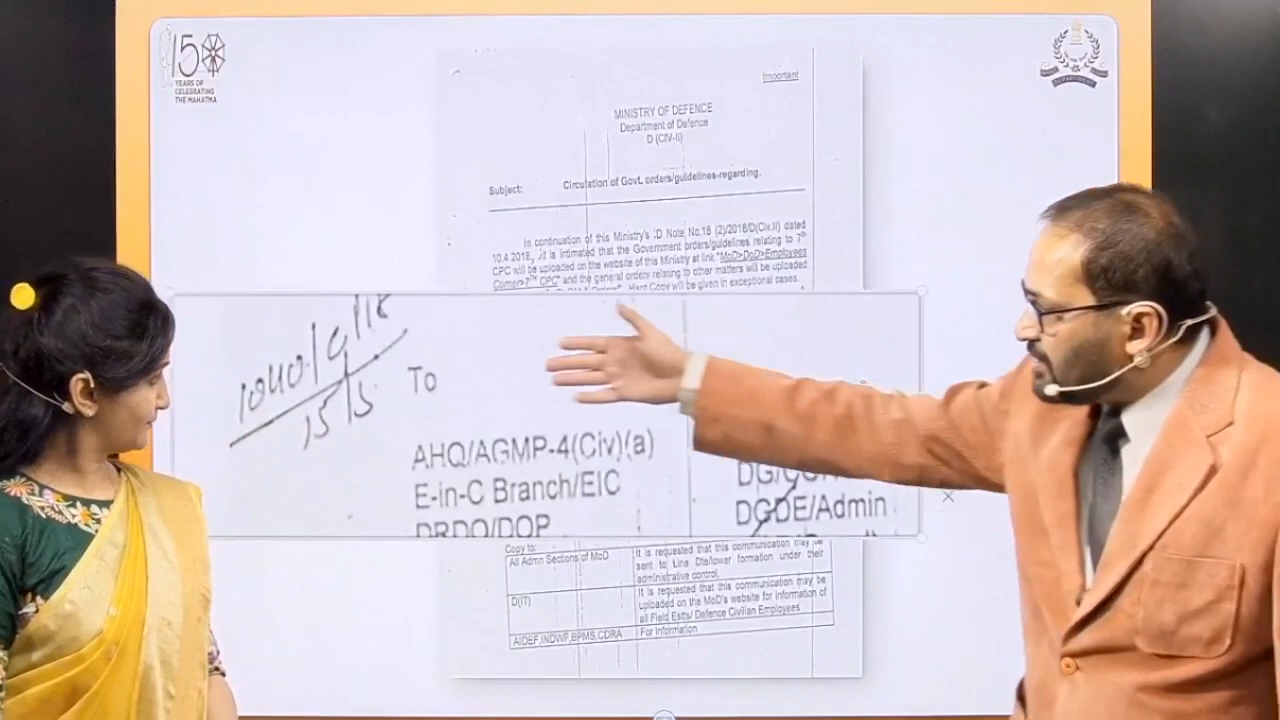 150
YEARS OF
CELEBRATING
THE MAHATMA
Important
MINISTRY OF DEFENCE
Department of Defence
D (CIV-II)
Subject: Circulation of Govt. orders/guidelines-regarding.
In continuation of this Ministry's :D Note No.18 (2)/2018/D(Civ.II) dated
10.4.2018, it is intimated that the Government orders/guidelines relating to 7th
CPC will be uploaded on the website of this Ministry at link "MoD>DoD>Employees
Corner>7TH CPC" and the general orders relating to other matters will be uploaded
Hard Copy will be given in exceptional cases.
15/5
To
AHQ/AGMP-4(Civ)(a)
E-in-C Branch/EIC
DRDO/DOP
DGDE/Admin
Copy to:
All Admn Sections of MoD
It is requested that this communication may be
sent to Line Dte/lower formation under their
administrative control.
D(IT)
It is requested that this communication may be
uploaded on the MoD's website for information of
all Field Estts/ Defence Civilian Employees
AIDEF,INDWF,BPMS,CDRA
For Information